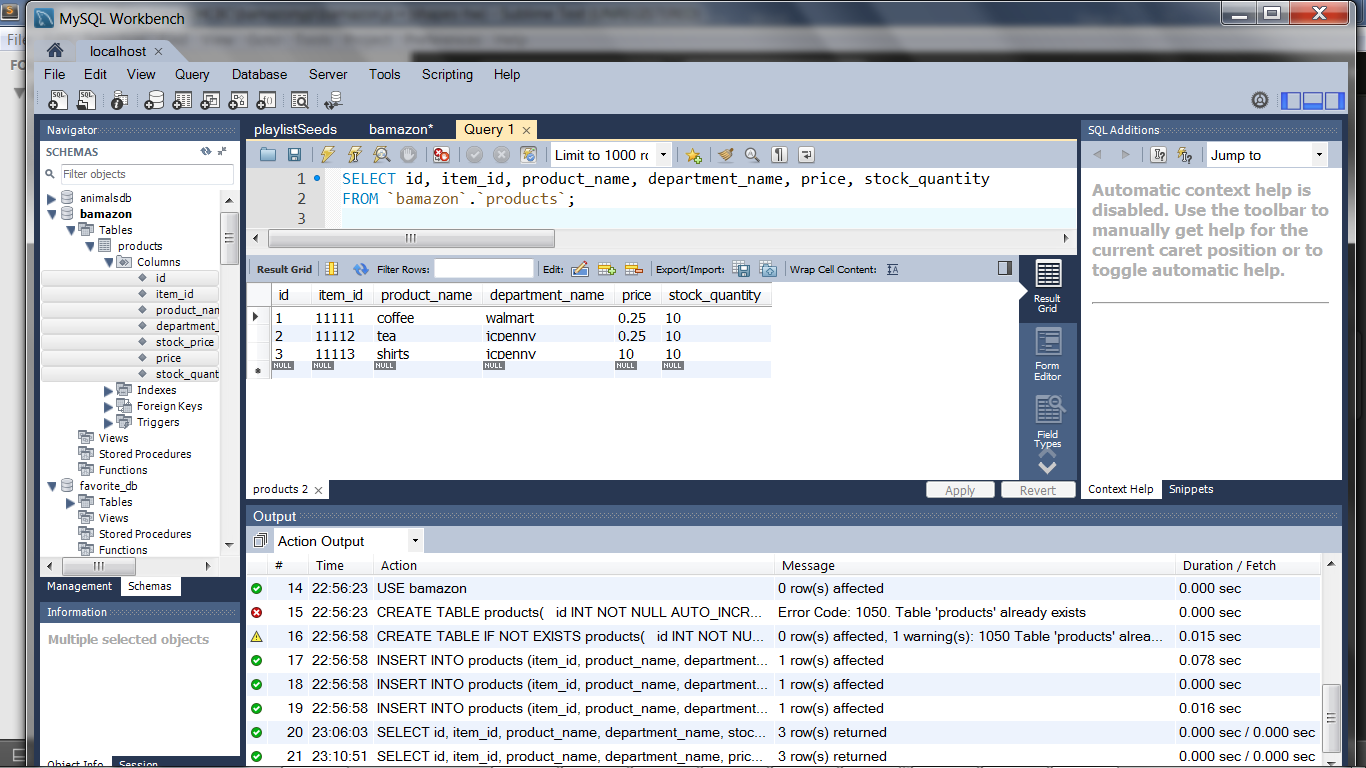 MySQL Workbench
localhost
File Edit View Query Database Server Tools Scripting Help
Navigator
SCHEMAS
Filter objects
animalsdb
bamazon
Tables
products
Columns
id
item_id
product_nan
department_
stock_price
price
stock_quant
Indexes
Foreign Keys
Triggers
Views
Stored Procedures
Functions
favorite_db
Tables
Views
Stored Procedures
Functions
Management Schemas
Information
Multiple selected objects
Object Info Session
playlistSeeds bamazon* Query 1
Limit to 1000 ro
1 SELECT id, item_id, product_name, department_name, price, stock_quantity
2 FROM `bamazon`.`products`;
3
Result Grid Filter Rows: Edit: Export/Import: Wrap Cell Content:
id item_id product_name department_name price stock_quantity
1 11111 coffee walmart 0.25 10
2 11112 tea jcpenny 0.25 10
3 11113 shirts jcpenny 10 10
NULL NULL NULL NULL NULL NULL
Result
Grid
Form
Editor
Field
Types
products 2
Apply Revert
SQL Additions
Jump to
Automatic context help is
disabled. Use the toolbar to
manually get help for the
current caret position or to
toggle automatic help.
Context Help Snippets
Output
Action Output
# Time Action Message Duration / Fetch
14 22:56:23 USE bamazon 0 row(s) affected 0.000 sec
15 22:56:23 CREATE TABLE products( id INT NOT NULL AUTO_INCR... Error Code: 1050. Table 'products' already exists 0.000 sec
16 22:56:58 CREATE TABLE IF NOT EXISTS products( id INT NOT NU... 0 row(s) affected, 1 warning(s): 1050 Table 'products' alrea... 0.015 sec
17 22:56:58 INSERT INTO products (item_id, product_name, department... 1 row(s) affected 0.078 sec
18 22:56:58 INSERT INTO products (item_id, product_name, department... 1 row(s) affected 0.000 sec
19 22:56:58 INSERT INTO products (item_id, product_name, department... 1 row(s) affected 0.016 sec
20 23:06:03 SELECT id, item_id, product_name, department_name, stoc... 3 row(s) returned 0.000 sec / 0.000 sec
21 23:10:51 SELECT id, item_id, product_name, department_name, pric... 3 row(s) returned 0.000 sec / 0.000 sec